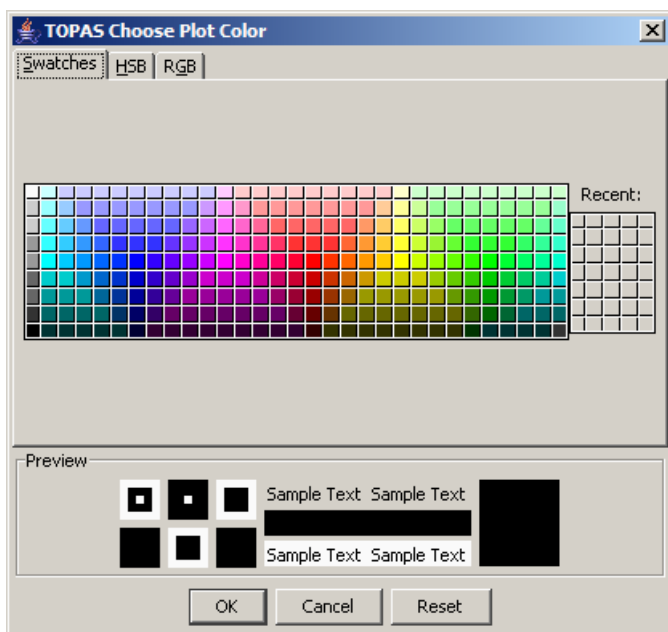 TOPAS Choose Plot Color
Swatches HSB RGB
Recent:
Preview
Sample Text Sample Text
Sample Text Sample Text
OK Cancel Reset